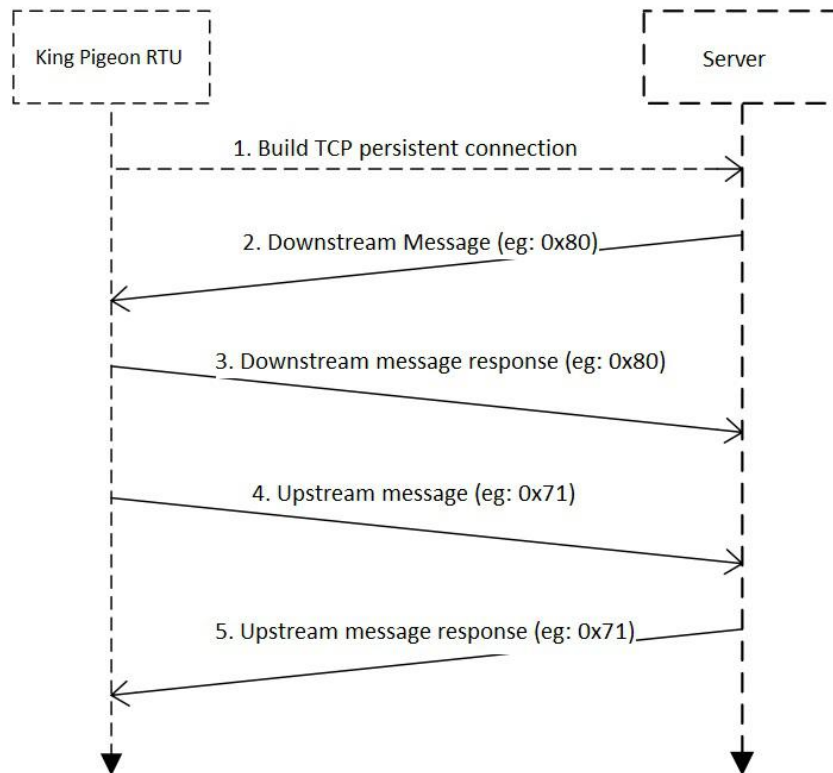 King Pigeon RTU
Server
1. Build TCP persistent connection
2. Downstream Message (eg: 0x80)
3. Downstream message response (eg: 0x80)
4. Upstream message (eg: 0x71)
5. Upstream message response (eg: 0x71)